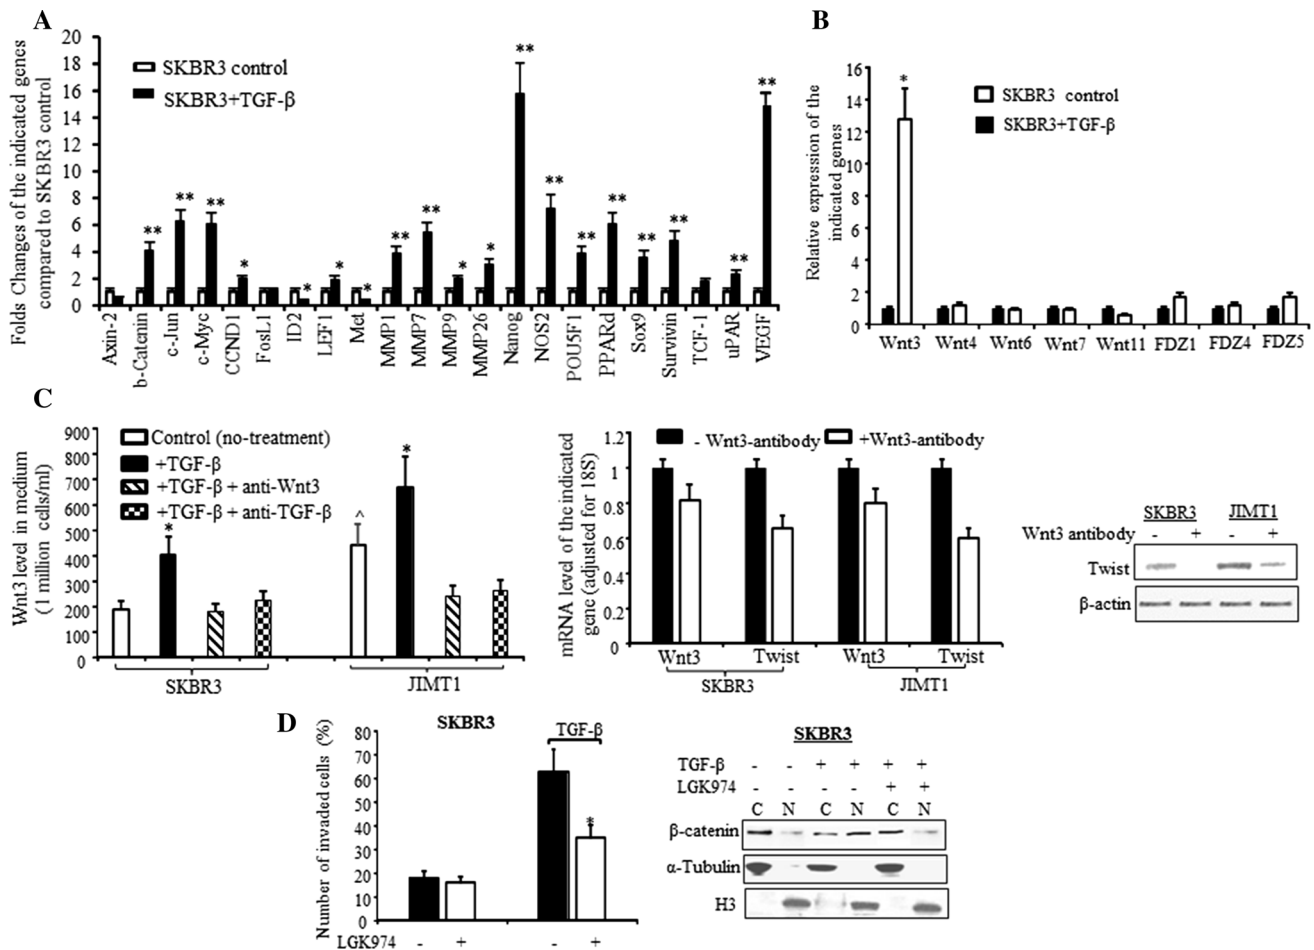 A
Folds Changes of the indicated genes
compared to SKBR3 control
20
18
16
14
12
10
8
6
4
2
0
SKBR3 control
SKBR3+TGF-β
** ** ** * * * * ** ** * * ** ** ** ** ** ** ** **
Axin-2
b-Catenin
c-Jun
c-Myc
CCND1
FosL1
ID2
LEF1
Met
MMP1
MMP7
MMP9
MMP26
Nanog
NOS2
POU5F1
PPARd
Sox9
Survivin
TCF-1
uPAR
VEGF
B
Relative expression of the
indicated genes
16
14
12
10
8
6
4
2
0
*
SKBR3 control
SKBR3+TGF-β
Wnt3 Wnt4 Wnt6 Wnt7 Wnt11 FDZ1 FDZ4 FDZ5
C
Wnt3 level in medium
(1 million cells/ml)
900
800
700
600
500
400
300
200
100
0
Control (no-treatment)
+TGF-β
+TGF-β + anti-Wnt3
+TGF-β + anti-TGF-β
* ^ *
SKBR3 JIMT1
mRNA level of the indicated
gene (adjusted for 18S)
1.2
1
0.8
0.6
0.4
0.2
0
- Wnt3-antibody +Wnt3-antibody
Wnt3 Twist Wnt3 Twist
SKBR3 JIMT1
SKBR3 JIMT1
Wnt3 antibody - + - +
Twist
β-actin
D
SKBR3
Number of invaded cells (%)
80
70
60
50
40
30
20
10
0
TGF-β
*
LGK974 - + - +
SKBR3
TGF-β - - + + + +
LGK974 - - - - + +
C N C N C N
β-catenin
α-Tubulin
H3